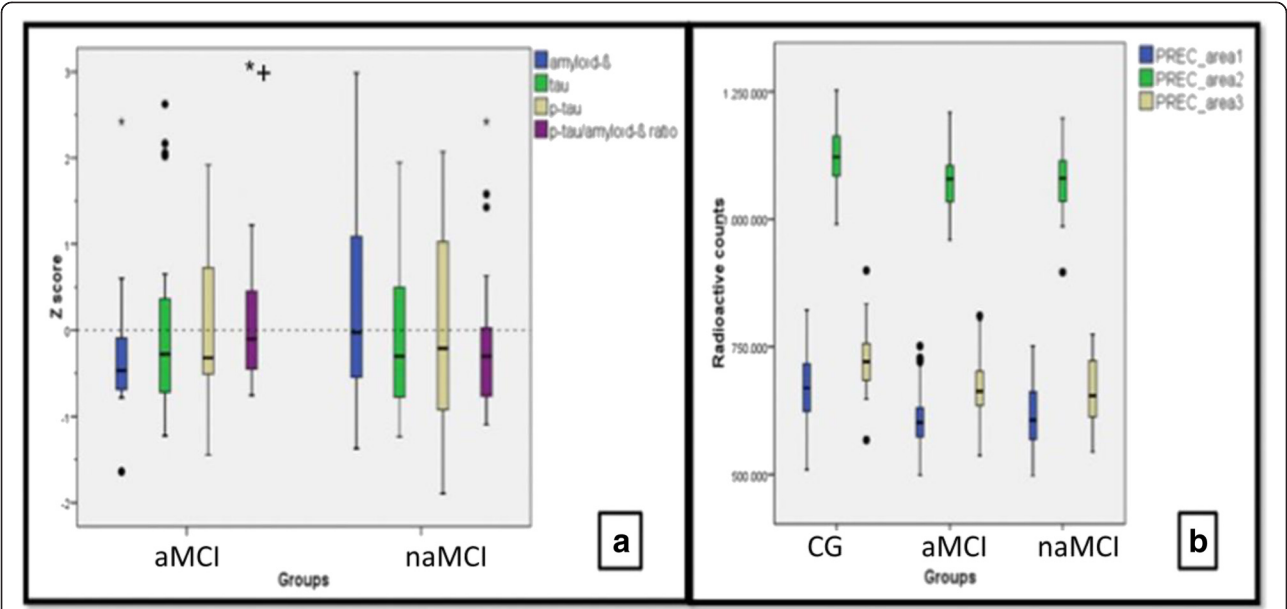 amyloid-ß
tau
p-tau
p-tau/amyloid-ß ratio
3
2
1
0
-1
-2
Z score
*
*
+
*
aMCI
naMCI
Groups
a
PREC_area1
PREC_area2
PREC_area3
1 250.000
000.000
750.000
500.000
Radioactive counts
CG
aMCI
naMCI
Groups
b